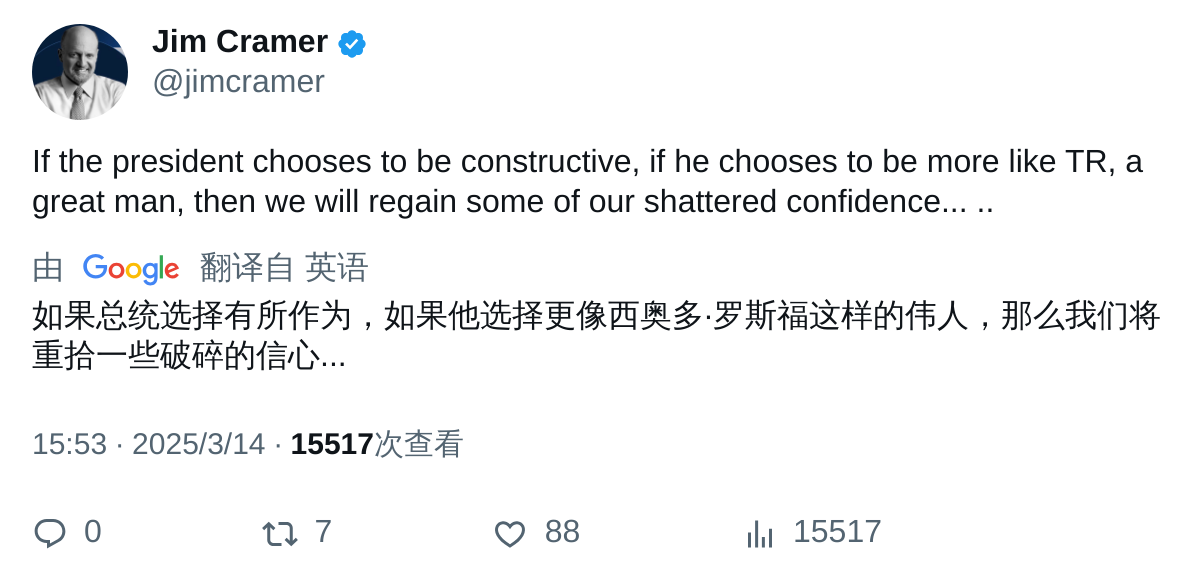 Jim Cramer
@jimcramer
If the president chooses to be constructive, if he chooses to be more like TR, a
great man, then we will regain some of our shattered confidence... ..
由 Google 翻译自 英语
如果总统选择有所作为，如果他选择更像西奥多·罗斯福这样的伟人，那么我们将
重拾一些破碎的信心...
15:53 · 2025/3/14 · 15517次查看
0 7 88 15517